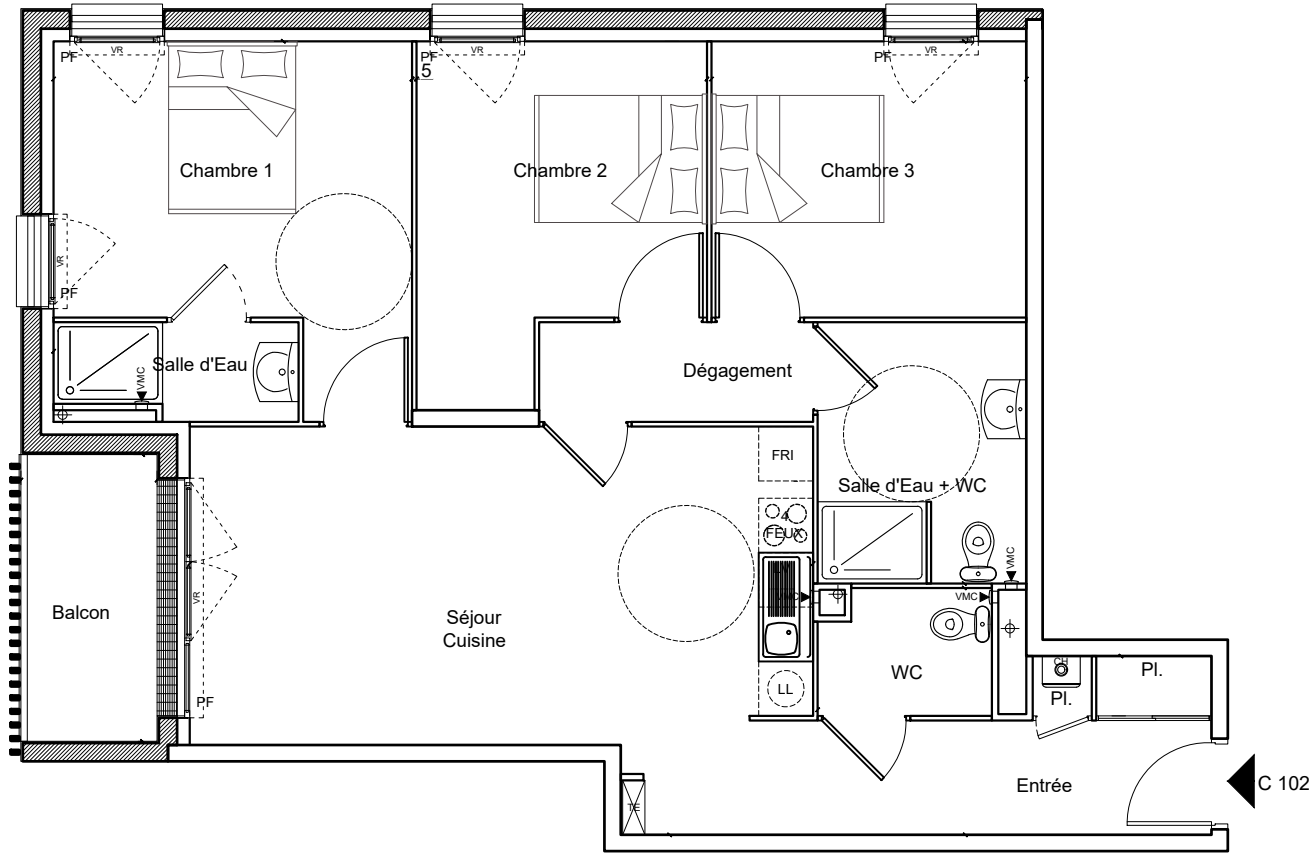 VR
VR
VR
PF
PF
PF
5
Chambre 1
Chambre 2
Chambre 3
VR
PF
Salle d'Eau
VMC
Dégagement
FRI
Salle d'Eau + WC
4
FEUX
LV
VMC
VMC
VMC
VR
Balcon
Séjour
Cuisine
WC
CH
Pl.
Pl.
LL
PF
Entrée
TE
C 102